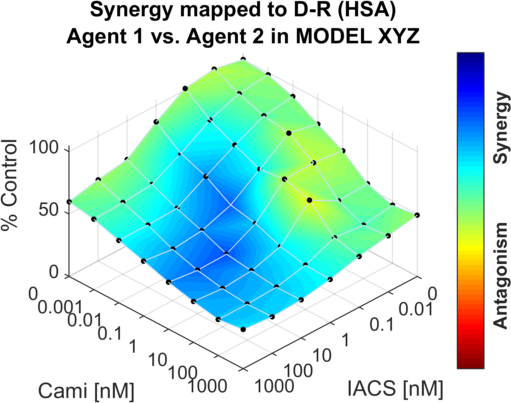 Synergy mapped to D-R (HSA)
Agent 1 vs. Agent 2 in MODEL XYZ
% Control
100
50
0
0
0.001
0.01
0.1
1
10
100
1000
Cami [nM]
0
0.01
0.1
1
10
100
1000
IACS [nM]
Synergy
Antagonism